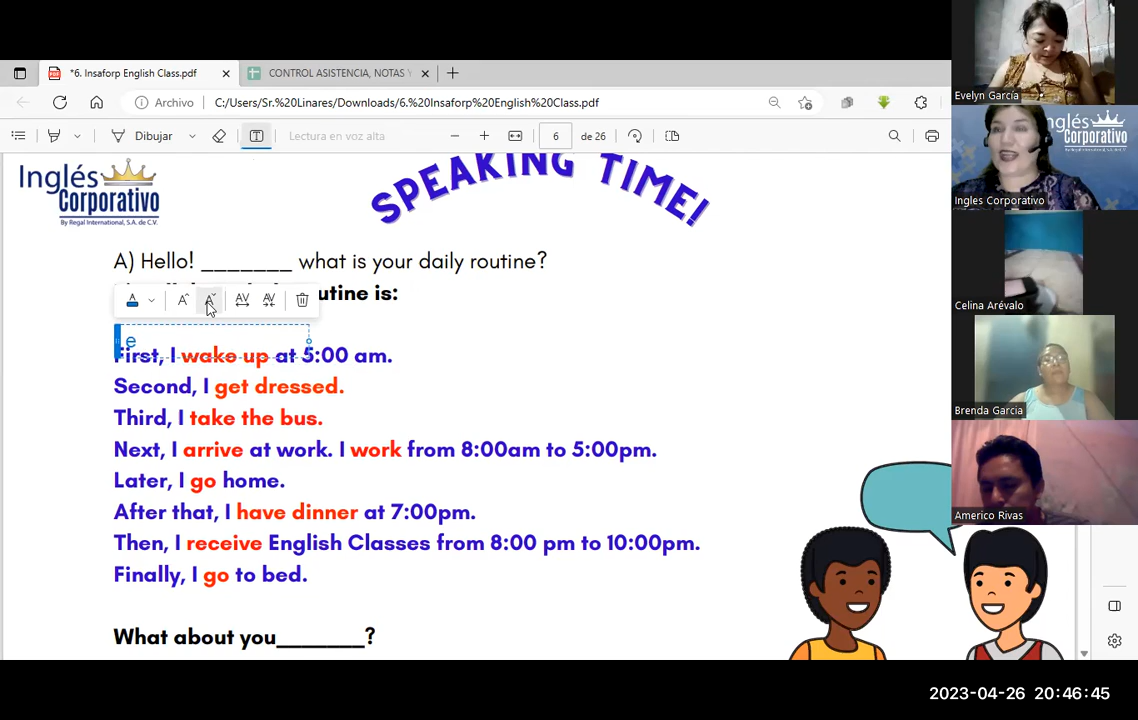 *6. Insaforp English Class.pdf
CONTROL ASISTENCIA, NOTAS
Archivo
C:/Users/Sr.%20Linares/Downloads/6.%20Insaforp%20English%20Class.pdf
Dibujar
Lectura en voz alta
6
de 26
Inglés
Corporativo
By Regal International, S.A. de C.V.
SPEAKING TIME!
A) Hello! _______ what is your daily routine?
utine is:
e
First, I wake up at 5:00 am.
Second, I get dressed.
Third, I take the bus.
Next, I arrive at work. I work from 8:00am to 5:00pm.
Later, I go home.
After that, I have dinner at 7:00pm.
Then, I receive English Classes from 8:00 pm to 10:00pm.
Finally, I go to bed.
What about you_______?
Evelyn García
nglés
Corporativo
Ingles Corporativo
Celina Arévalo
Brenda Garcia
Americo Rivas
2023-04-26 20:46:45